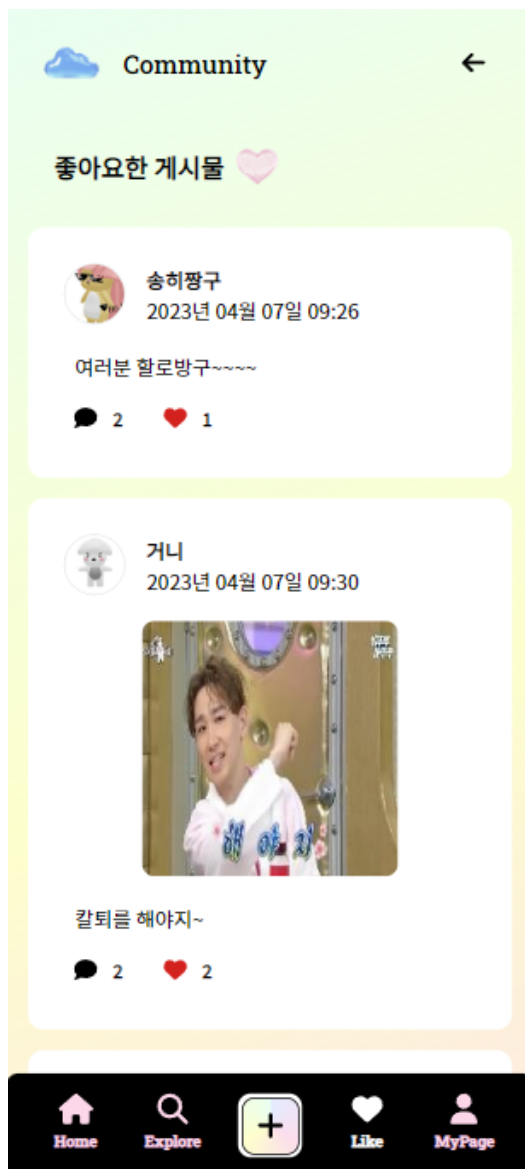 Community
좋아요한 게시물
송히짱구
2023년 04월 07일 09:26
여러분 할로방구~~~~
2 1
거니
2023년 04월 07일 09:30
해야지
칼퇴를 해야지~
2 2
Home Explore Like MyPage